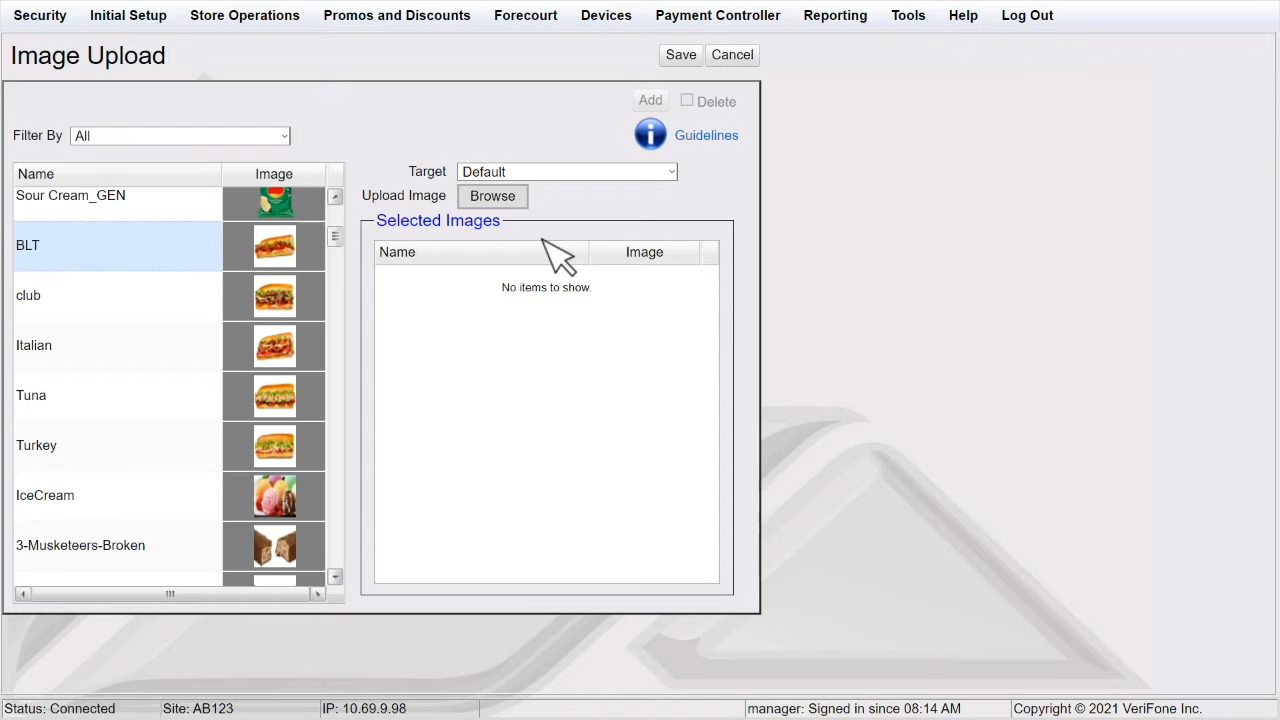 Security Initial Setup Store Operations Promos and Discounts Forecourt Devices Payment Controller Reporting Tools Help Log Out
Image Upload Save Cancel
Add Delete
Filter By All Guidelines
Name Image
Target Default
Upload Image Browse
Selected Images
Name Image
No items to show.
Sour Cream_GEN
BLT
club
Italian
Tuna
Turkey
IceCream
3-Musketeers-Broken
Status: Connected Site: AB123 IP: 10.69.9.98 manager: Signed in since 08:14 AM Copyright © 2021 VeriFone Inc.